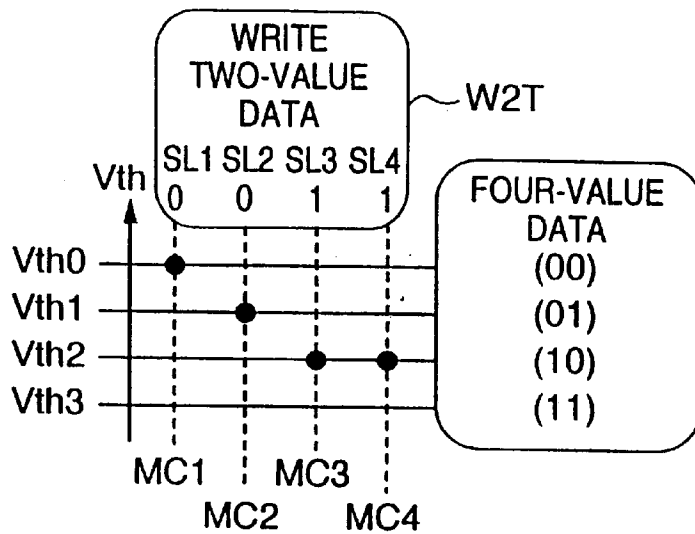 WRITE
TWO-VALUE
DATA
W2T
SL1 SL2 SL3 SL4
0 0 1 1
Vth
FOUR-VALUE
DATA
Vth0 (00)
Vth1 (01)
Vth2 (10)
Vth3 (11)
MC1 MC3
MC2 MC4